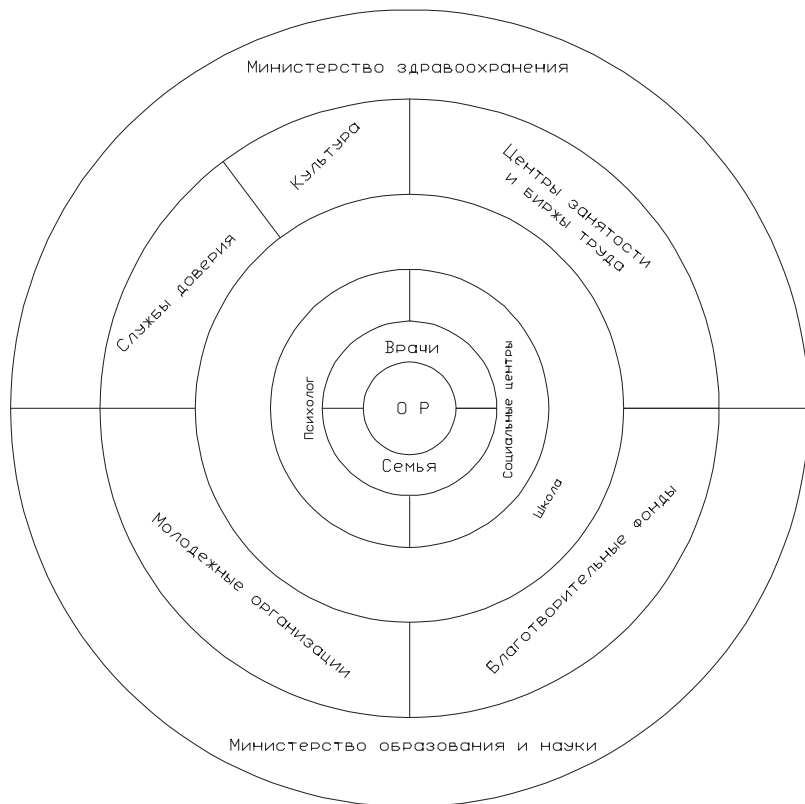 Министерство здравоохранения
Культура
Центры занятости
и биржы труда
Службы доверия
Врачи
Психолог
О Р
Социальные центры
Семья
Школа
Молодежные организации
Благотворительные фонды
Министерство образования и науки